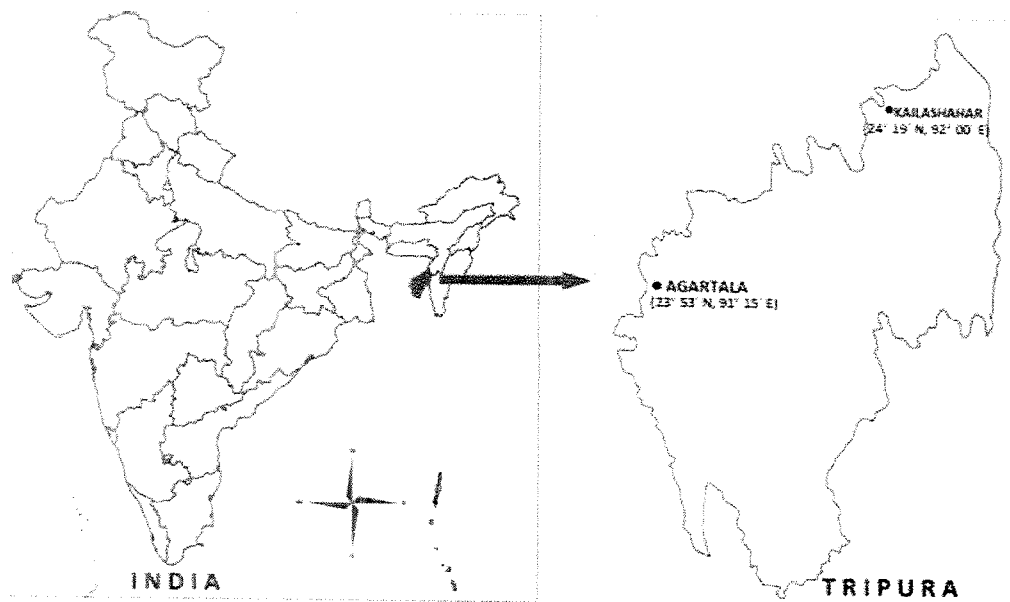 KAILASHAHAR
(24° 19' N, 92° 00' E)
AGARTALA
(23° 53' N, 91° 15' E)
INDIA
TRIPURA